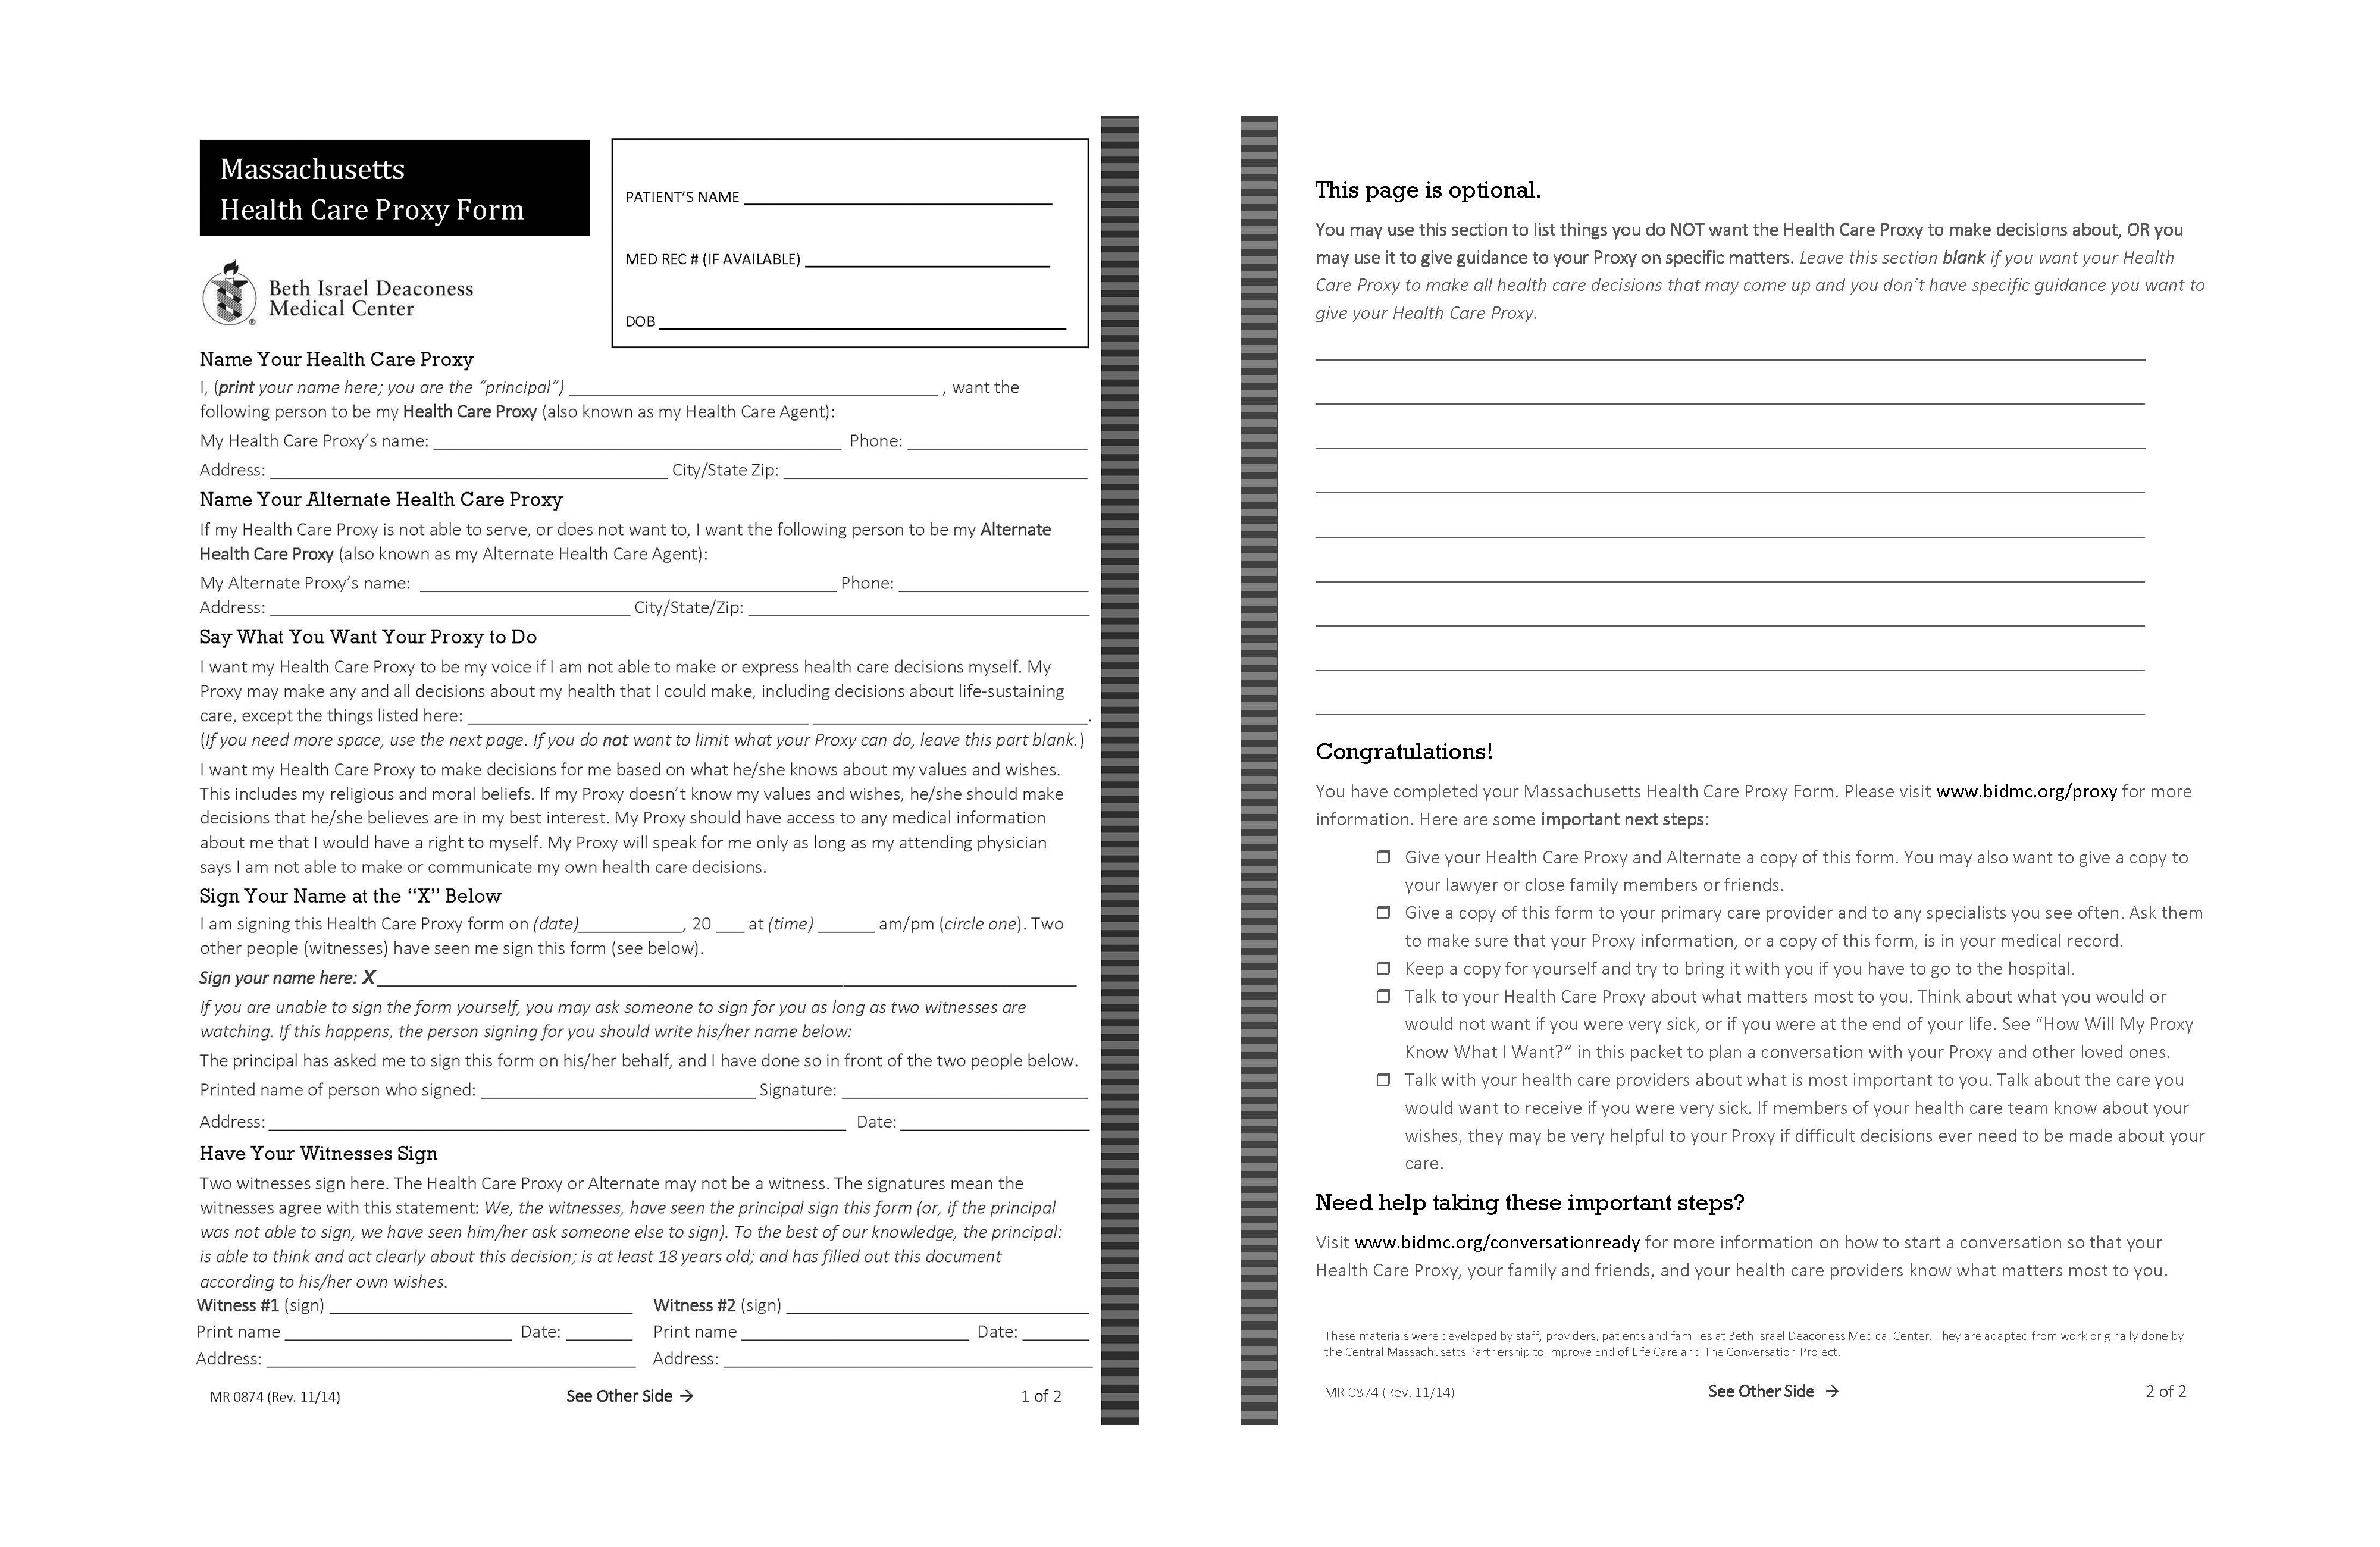 Massachusetts
Health Care Proxy Form
Beth Israel Deaconess
Medical Center
®
PATIENT’S NAME
MED REC # (IF AVAILABLE)
DOB
Name Your Health Care Proxy
I, (print your name here; you are the “principal”) , want the
following person to be my Health Care Proxy (also known as my Health Care Agent):
My Health Care Proxy’s name: Phone:
Address: City/State Zip:
Name Your Alternate Health Care Proxy
If my Health Care Proxy is not able to serve, or does not want to, I want the following person to be my Alternate
Health Care Proxy (also known as my Alternate Health Care Agent):
My Alternate Proxy’s name: Phone:
Address: City/State/Zip:
Say What You Want Your Proxy to Do
I want my Health Care Proxy to be my voice if I am not able to make or express health care decisions myself. My
Proxy may make any and all decisions about my health that I could make, including decisions about life-sustaining
care, except the things listed here: .
(If you need more space, use the next page. If you do not want to limit what your Proxy can do, leave this part blank.)
I want my Health Care Proxy to make decisions for me based on what he/she knows about my values and wishes.
This includes my religious and moral beliefs. If my Proxy doesn’t know my values and wishes, he/she should make
decisions that he/she believes are in my best interest. My Proxy should have access to any medical information
about me that I would have a right to myself. My Proxy will speak for me only as long as my attending physician
says I am not able to make or communicate my own health care decisions.
Sign Your Name at the “X” Below
I am signing this Health Care Proxy form on (date) , 20 at (time) am/pm (circle one). Two
other people (witnesses) have seen me sign this form (see below).
Sign your name here: X
If you are unable to sign the form yourself, you may ask someone to sign for you as long as two witnesses are
watching. If this happens, the person signing for you should write his/her name below:
The principal has asked me to sign this form on his/her behalf, and I have done so in front of the two people below.
Printed name of person who signed: Signature:
Address: Date:
Have Your Witnesses Sign
Two witnesses sign here. The Health Care Proxy or Alternate may not be a witness. The signatures mean the
witnesses agree with this statement: We, the witnesses, have seen the principal sign this form (or, if the principal
was not able to sign, we have seen him/her ask someone else to sign). To the best of our knowledge, the principal:
is able to think and act clearly about this decision; is at least 18 years old; and has filled out this document
according to his/her own wishes.
Witness #1 (sign) Witness #2 (sign)
Print name Date: Print name Date:
Address: Address:
MR 0874 (Rev. 11/14) See Other Side → 1 of 2
This page is optional.
You may use this section to list things you do NOT want the Health Care Proxy to make decisions about, OR you
may use it to give guidance to your Proxy on specific matters. Leave this section blank if you want your Health
Care Proxy to make all health care decisions that may come up and you don’t have specific guidance you want to
give your Health Care Proxy.
Congratulations!
You have completed your Massachusetts Health Care Proxy Form. Please visit www.bidmc.org/proxy for more
information. Here are some important next steps:
❒ Give your Health Care Proxy and Alternate a copy of this form. You may also want to give a copy to
your lawyer or close family members or friends.
❒ Give a copy of this form to your primary care provider and to any specialists you see often. Ask them
to make sure that your Proxy information, or a copy of this form, is in your medical record.
❒ Keep a copy for yourself and try to bring it with you if you have to go to the hospital.
❒ Talk to your Health Care Proxy about what matters most to you. Think about what you would or
would not want if you were very sick, or if you were at the end of your life. See “How Will My Proxy
Know What I Want?” in this packet to plan a conversation with your Proxy and other loved ones.
❒ Talk with your health care providers about what is most important to you. Talk about the care you
would want to receive if you were very sick. If members of your health care team know about your
wishes, they may be very helpful to your Proxy if difficult decisions ever need to be made about your
care.
Need help taking these important steps?
Visit www.bidmc.org/conversationready for more information on how to start a conversation so that your
Health Care Proxy, your family and friends, and your health care providers know what matters most to you.
These materials were developed by staff, providers, patients and families at Beth Israel Deaconess Medical Center. They are adapted from work originally done by
the Central Massachusetts Partnership to Improve End of Life Care and The Conversation Project.
MR 0874 (Rev. 11/14) See Other Side → 2 of 2